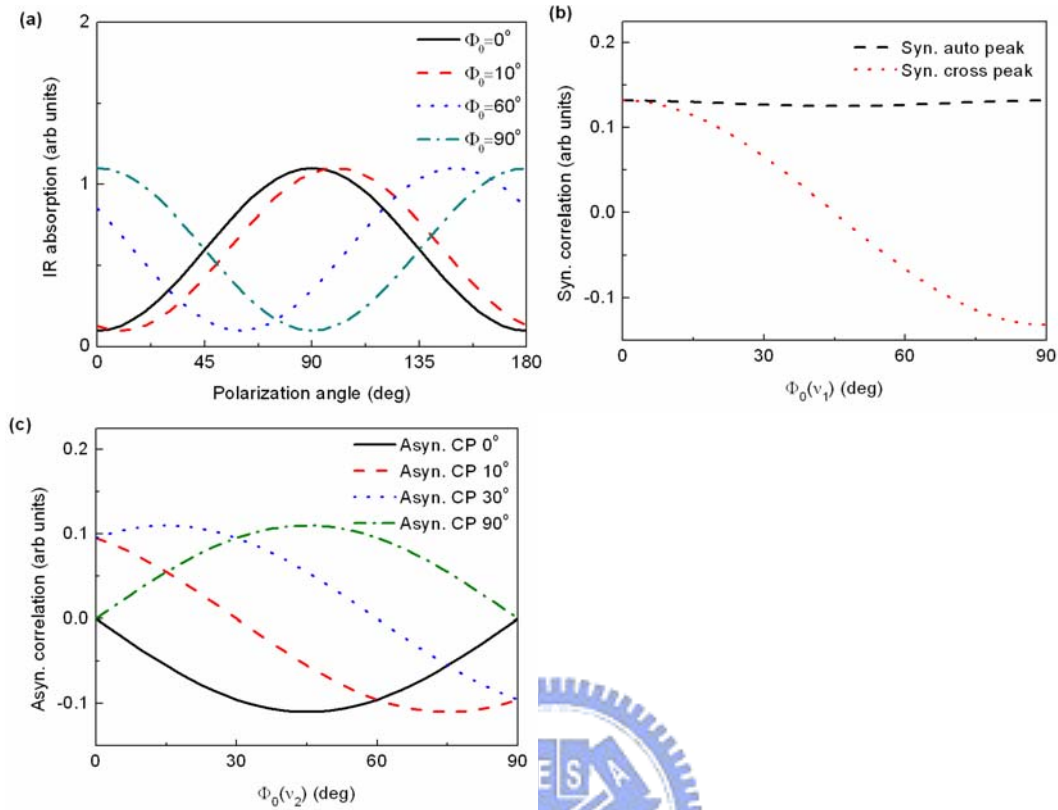 (a)
2
1
0
IR absorption (arb units)
Φ₀=0°
Φ₀=10°
Φ₀=60°
Φ₀=90°
0 45 90 135 180
Polarization angle (deg)
(b)
0.2
0.1
0.0
-0.1
Syn. correlation (arb units)
Syn. auto peak
Syn. cross peak
0 30 60 90
Φ₀(ν₁) (deg)
(c)
0.2
0.1
0.0
-0.1
Asyn. correlation (arb units)
Asyn. CP 0°
Asyn. CP 10°
Asyn. CP 30°
Asyn. CP 90°
0 30 60 90
Φ₀(ν₂) (deg)
E S A